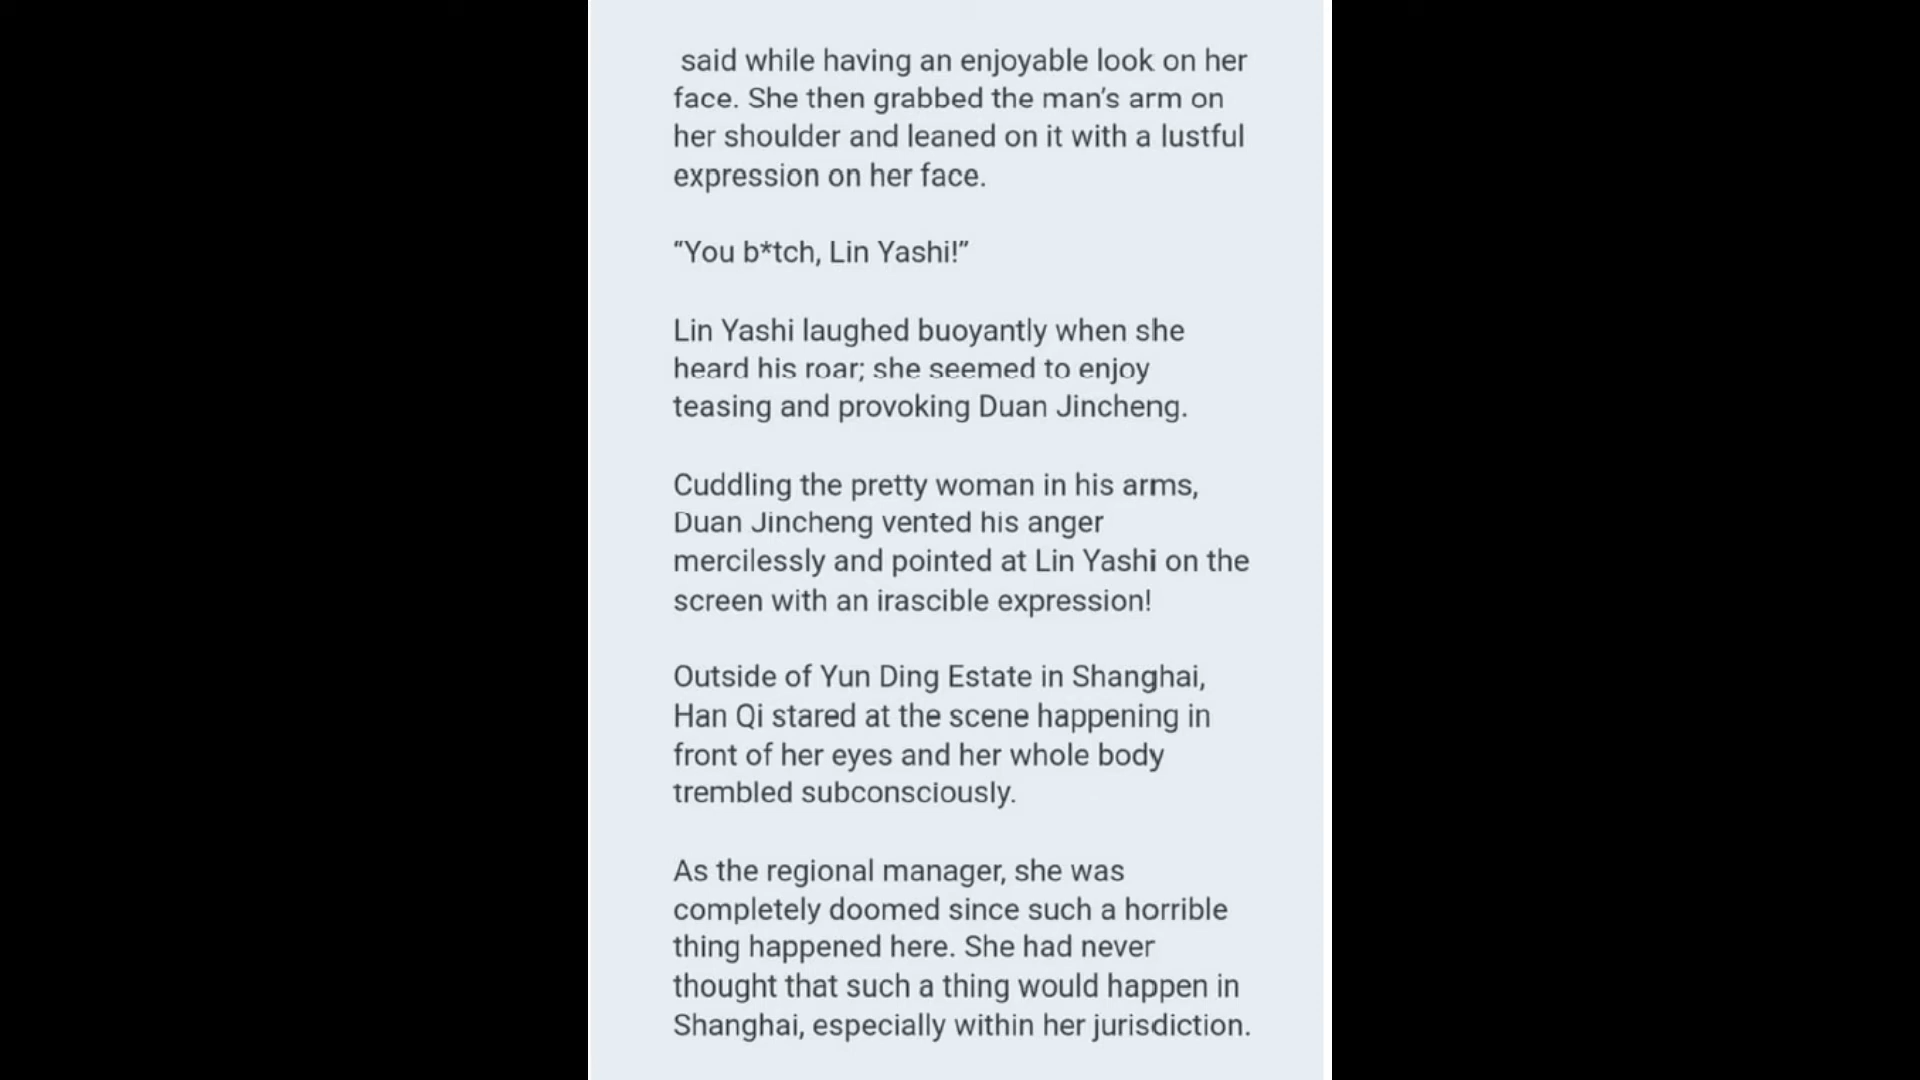 said while having an enjoyable look on her
face. She then grabbed the man’s arm on
her shoulder and leaned on it with a lustful
expression on her face.
“You b*tch, Lin Yashi!”
Lin Yashi laughed buoyantly when she
heard his roar; she seemed to enjoy
teasing and provoking Duan Jincheng.
Cuddling the pretty woman in his arms,
Duan Jincheng vented his anger
mercilessly and pointed at Lin Yashi on the
screen with an irascible expression!
Outside of Yun Ding Estate in Shanghai,
Han Qi stared at the scene happening in
front of her eyes and her whole body
trembled subconsciously.
As the regional manager, she was
completely doomed since such a horrible
thing happened here. She had never
thought that such a thing would happen in
Shanghai, especially within her jurisdiction.